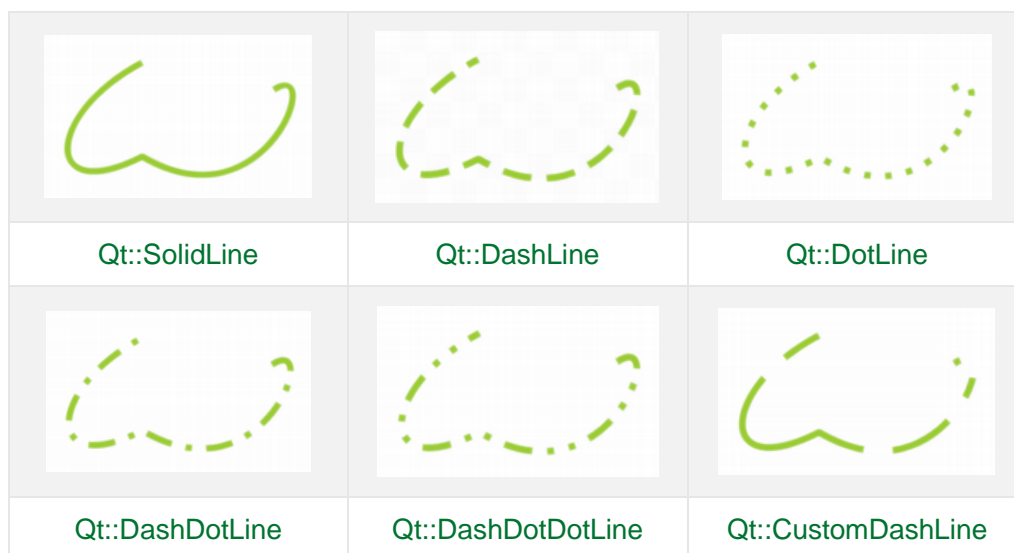 Qt::SolidLine
Qt::DashLine
Qt::DotLine
Qt::DashDotLine
Qt::DashDotDotLine
Qt::CustomDashLine